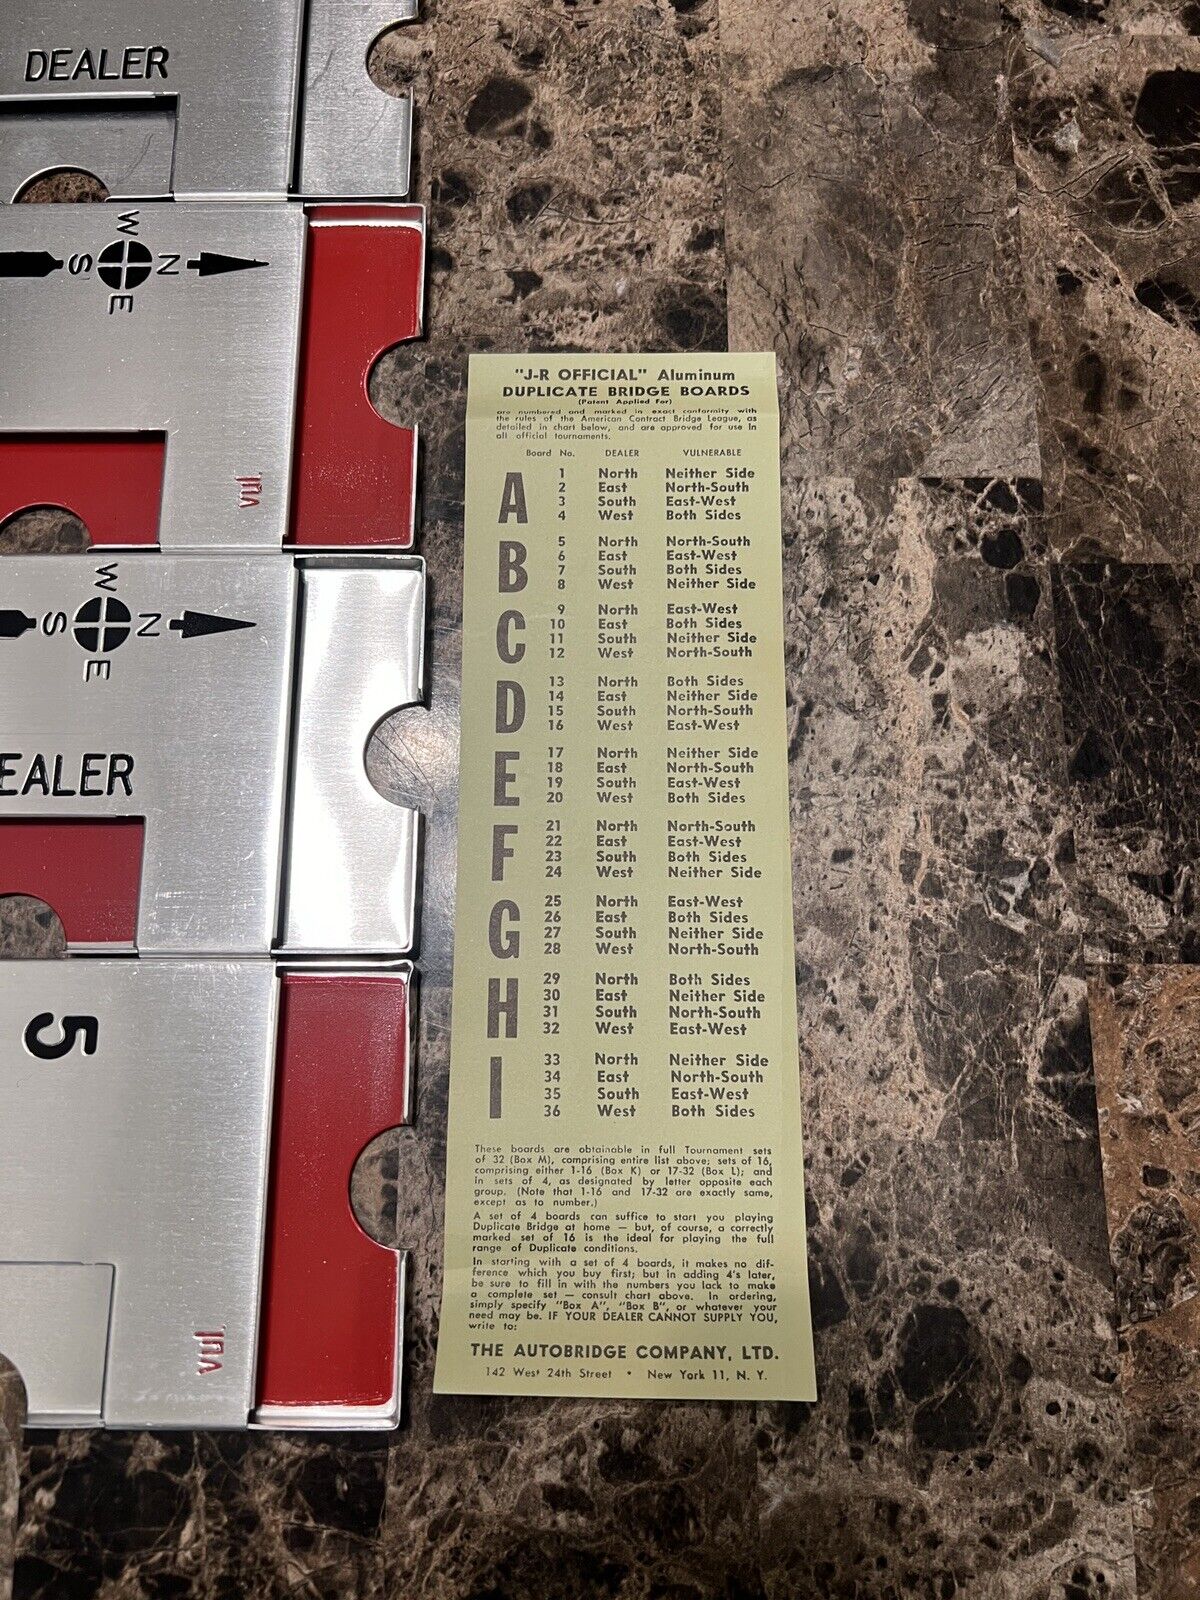 DEALER
W
S N
E
vul.
W
S N
E
EALER
5
vul.
"J-R OFFICIAL" Aluminum
DUPLICATE BRIDGE BOARDS
(Patent Applied For)
are numbered and marked in exact conformity with
the rules of the American Contract Bridge League, as
detailed in chart below, and are approved for use in
all official tournaments.
Board No. DEALER VULNERABLE
A
1 North Neither Side
2 East North-South
3 South East-West
4 West Both Sides
B
5 North North-South
6 East East-West
7 South Both Sides
8 West Neither Side
C
9 North East-West
10 East Both Sides
11 South Neither Side
12 West North-South
D
13 North Both Sides
14 East Neither Side
15 South North-South
16 West East-West
E
17 North Neither Side
18 East North-South
19 South East-West
20 West Both Sides
F
21 North North-South
22 East East-West
23 South Both Sides
24 West Neither Side
G
25 North East-West
26 East Both Sides
27 South Neither Side
28 West North-South
H
29 North Both Sides
30 East Neither Side
31 South North-South
32 West East-West
I
33 North Neither Side
34 East North-South
35 South East-West
36 West Both Sides
These boards are obtainable in full Tournament sets
of 32 (Box M), comprising entire list above; sets of 16,
comprising either 1-16 (Box K) or 17-32 (Box L); and
in sets of 4, as designated by letter opposite each
group. (Note that 1-16 and 17-32 are exactly same,
except as to number.)
A set of 4 boards can suffice to start you playing
Duplicate Bridge at home — but, of course, a correctly
marked set of 16 is the ideal for playing the full
range of Duplicate conditions.
In starting with a set of 4 boards, it makes no dif-
ference which you buy first; but in adding 4's later,
be sure to fill in with the numbers you lack to make
a complete set — consult chart above. In ordering,
simply specify "Box A", "Box B", or whatever your
need may be. IF YOUR DEALER CANNOT SUPPLY YOU,
write to:
THE AUTOBRIDGE COMPANY, LTD.
142 West 24th Street • New York 11, N. Y.